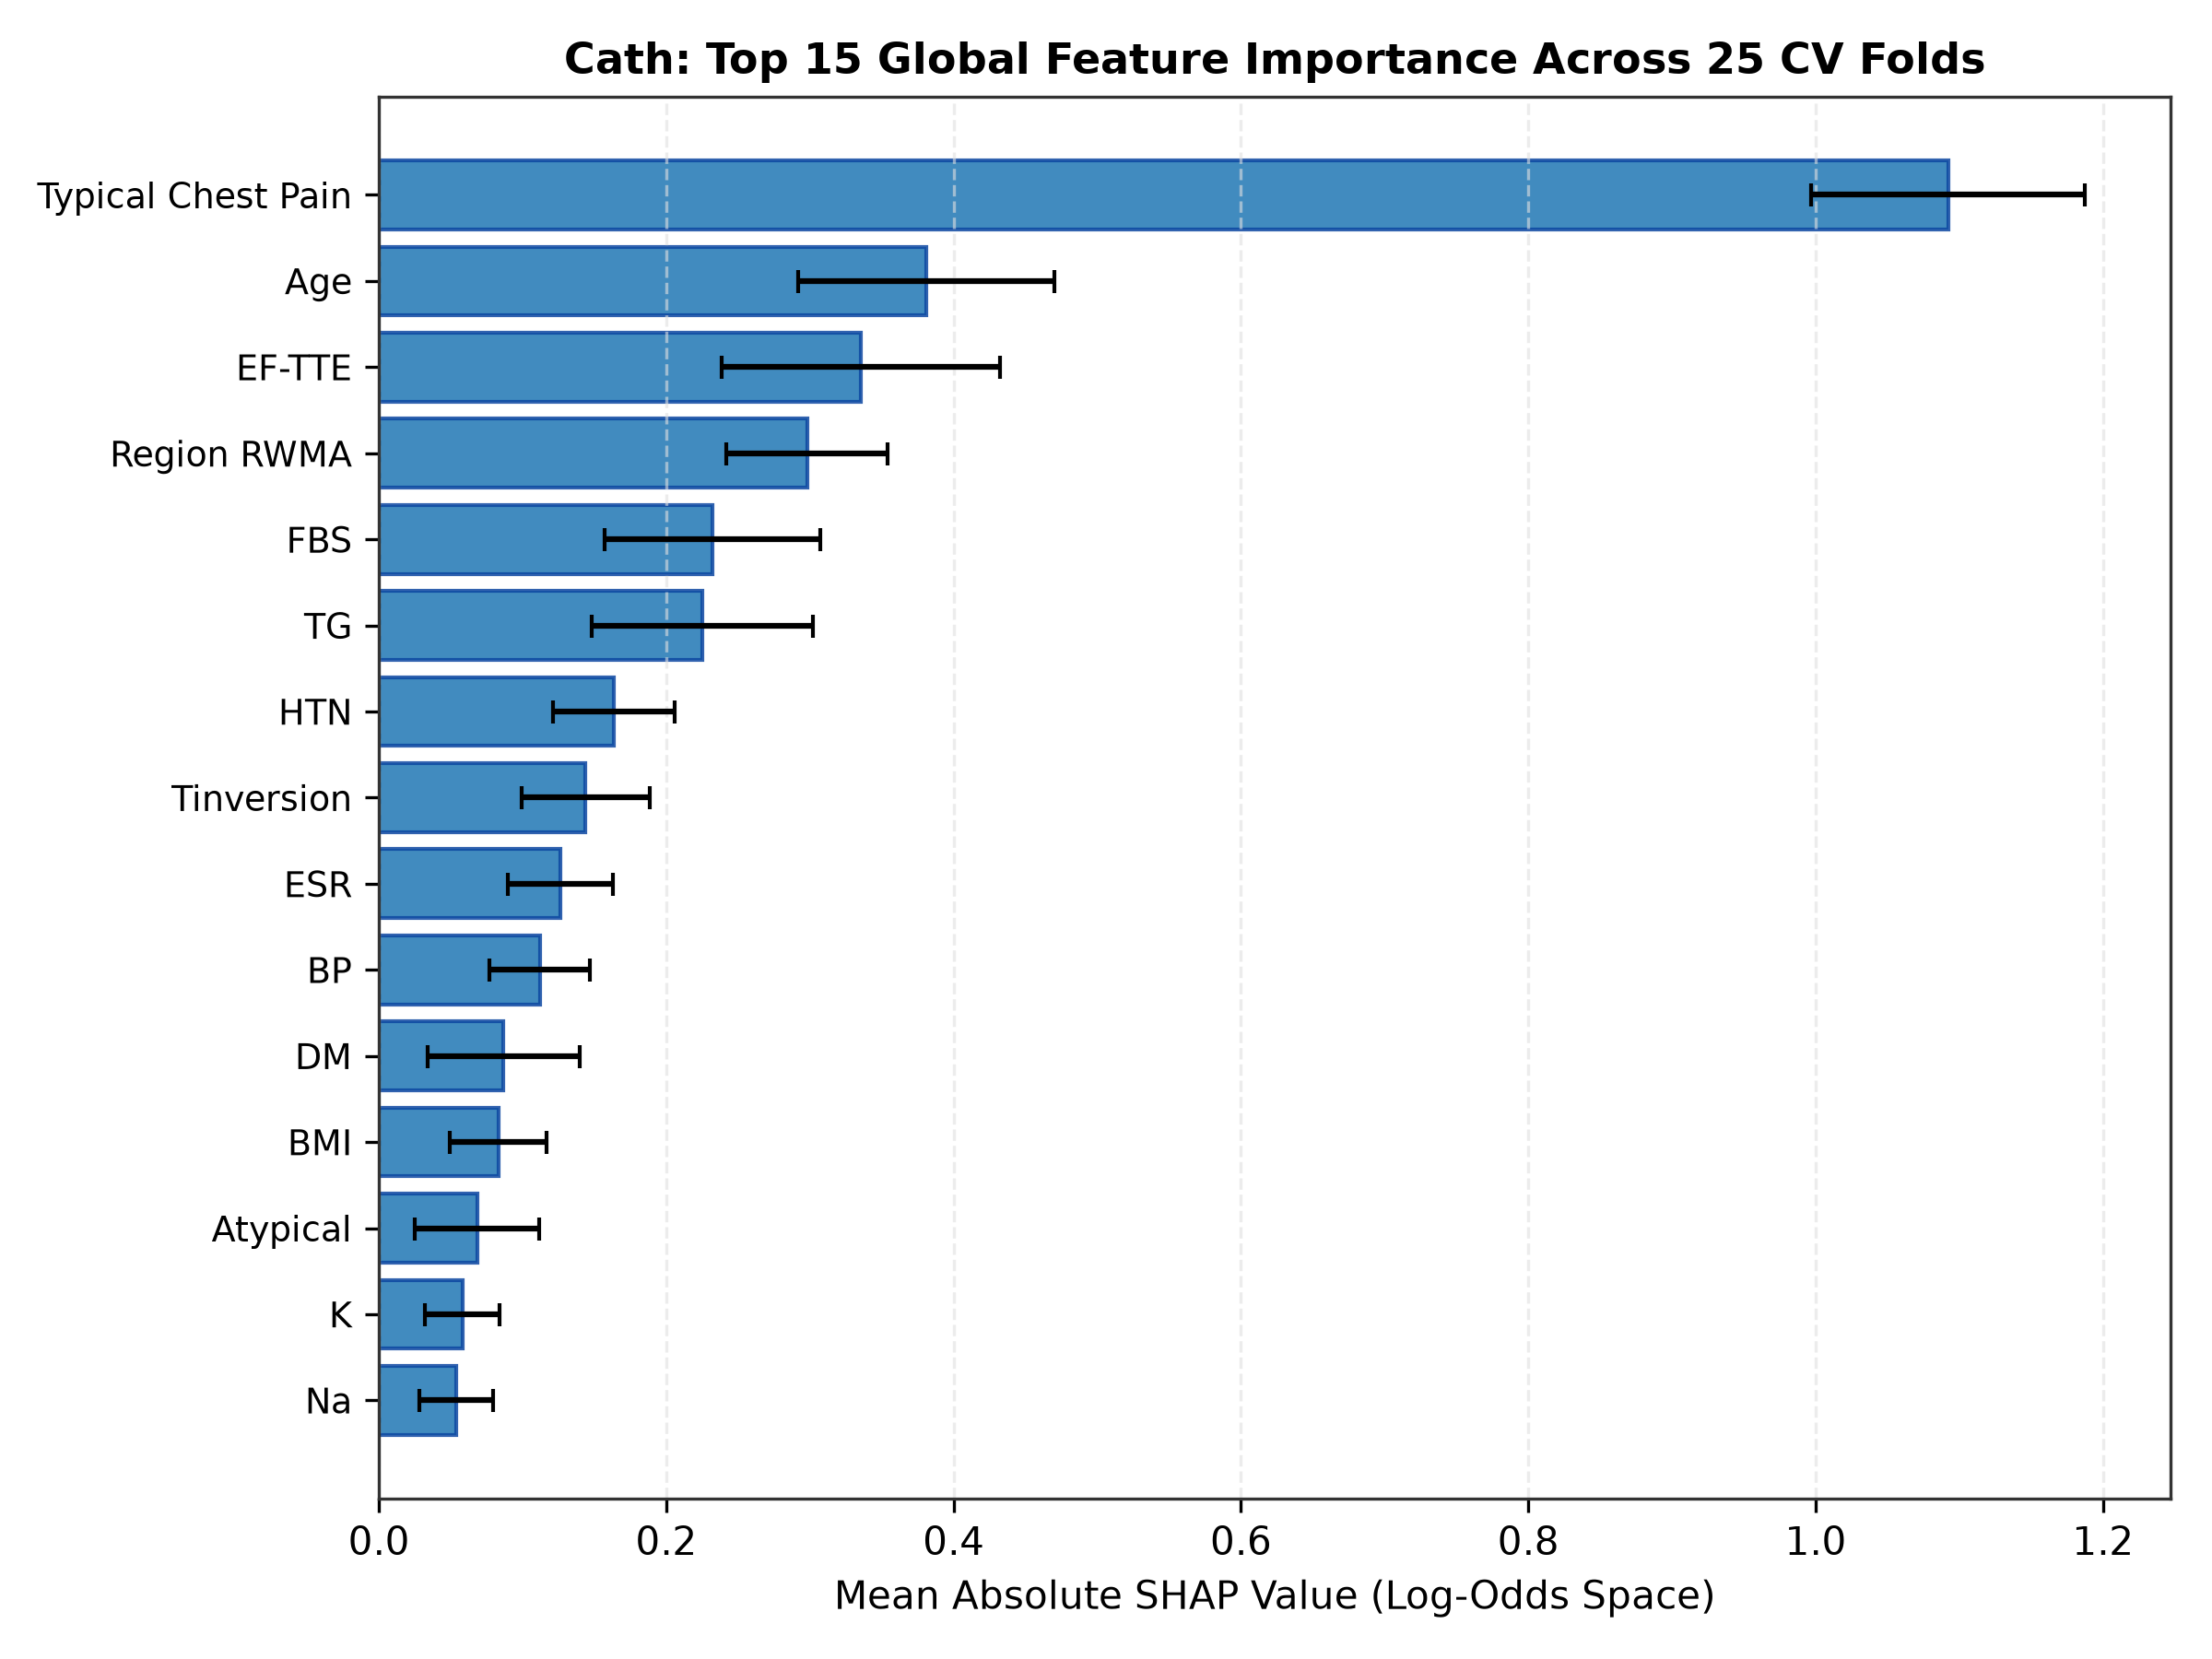 Cath: Top 15 Global Feature Importance Across 25 CV Folds
Typical Chest Pain
Age
EF-TTE
Region RWMA
FBS
TG
HTN
Tinversion
ESR
BP
DM
BMI
Atypical
K
Na
0.0 0.2 0.4 0.6 0.8 1.0 1.2
Mean Absolute SHAP Value (Log-Odds Space)